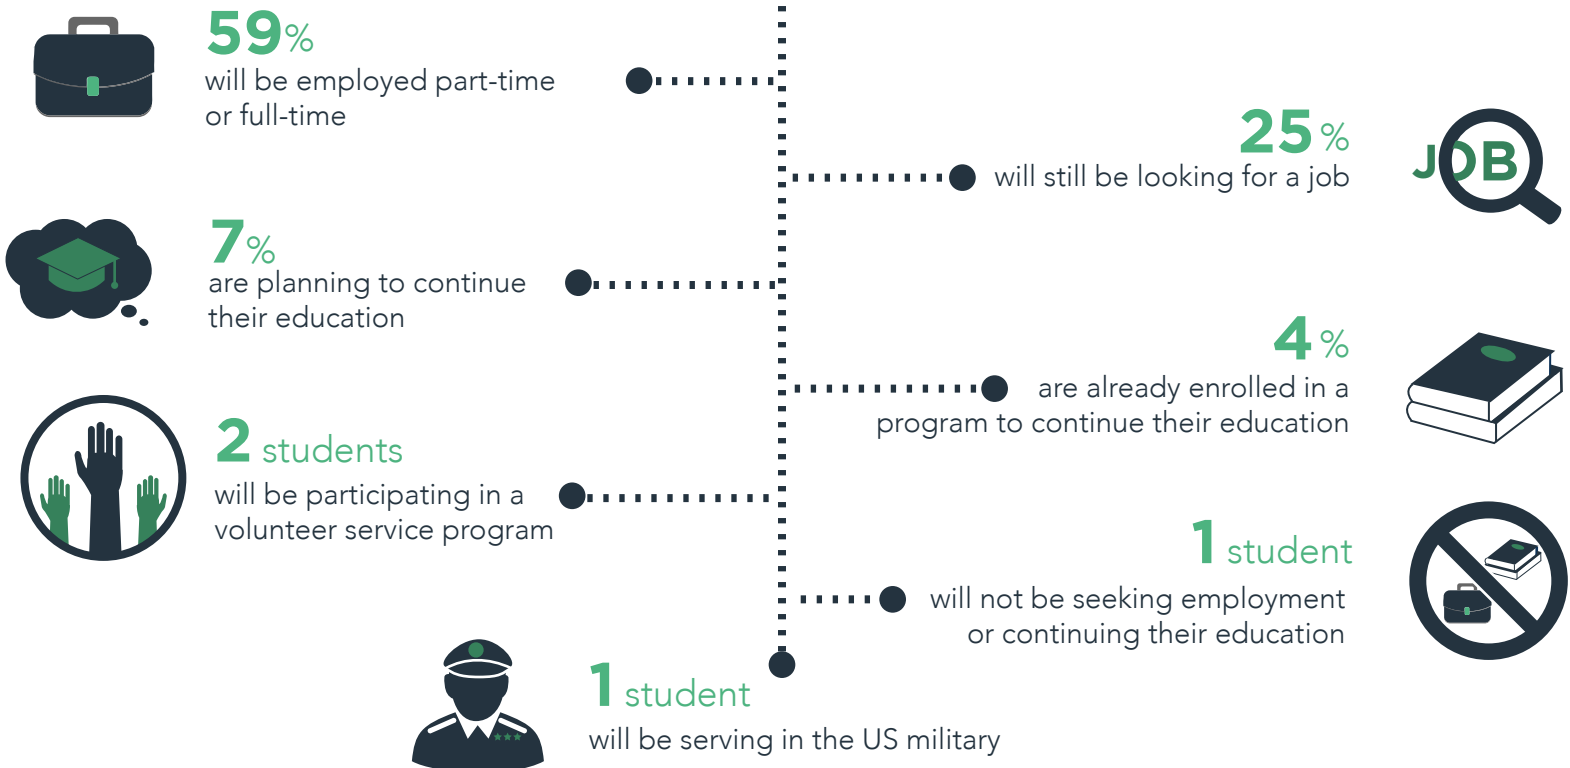 59%
will be employed part-time
or full-time
25%
will still be looking for a job
JOB
7%
are planning to continue
their education
4%
are already enrolled in a
program to continue their education
2 students
will be participating in a
volunteer service program
1 student
will not be seeking employment
or continuing their education
1 student
will be serving in the US military